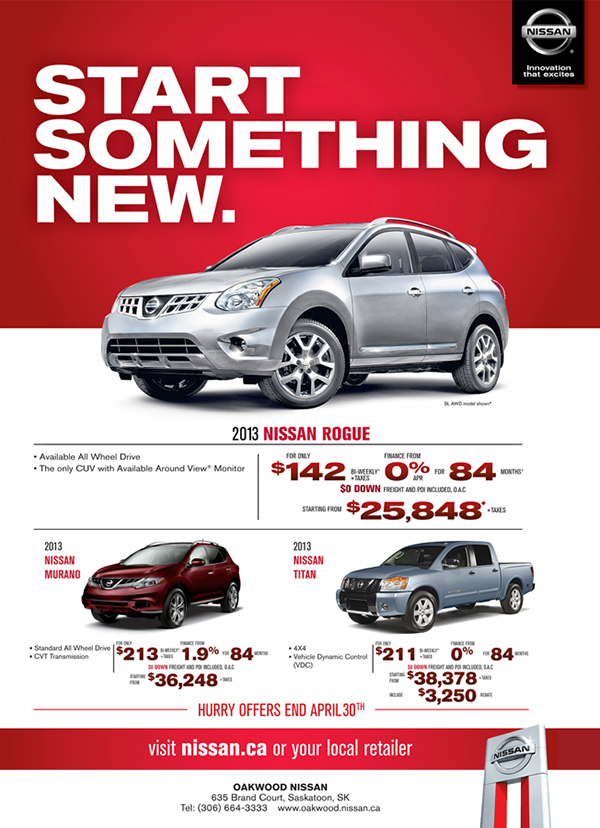 NISSAN
Innovation
that excites
START
SOMETHING
NEW.
SL AWD model shown*
2013 NISSAN ROGUE
• Available All Wheel Drive
• The only CUV with Available Around View® Monitor
FOR ONLY
$142 BI-WEEKLY* +TAXES
FINANCE FROM
0% APR FOR 84 MONTHS*
$0 DOWN FREIGHT AND PDI INCLUDED, O.A.C
STARTING FROM $25,848* +TAXES
2013
NISSAN
MURANO
• Standard All Wheel Drive
• CVT Transmission
FOR ONLY
$213 BI-WEEKLY* +TAXES
FINANCE FROM
1.9% FOR 84 MONTHS
$0 DOWN FREIGHT AND PDI INCLUDED, O.A.C
STARTING FROM $36,248 +TAXES
2013
NISSAN
TITAN
• 4X4
• Vehicle Dynamic Control
(VDC)
FOR ONLY
$211 BI-WEEKLY* +TAXES
FINANCE FROM
0% FOR 84 MONTHS
$0 DOWN FREIGHT AND PDI INCLUDED, O.A.C
STARTING FROM $38,378 +TAXES
INCLUDE $3,250 REBATE
HURRY OFFERS END APRIL 30TH
visit nissan.ca or your local retailer
NISSAN
OAKWOOD NISSAN
635 Brand Court, Saskatoon, SK
Tel: (306) 664-3333 www.oakwood.nissan.ca